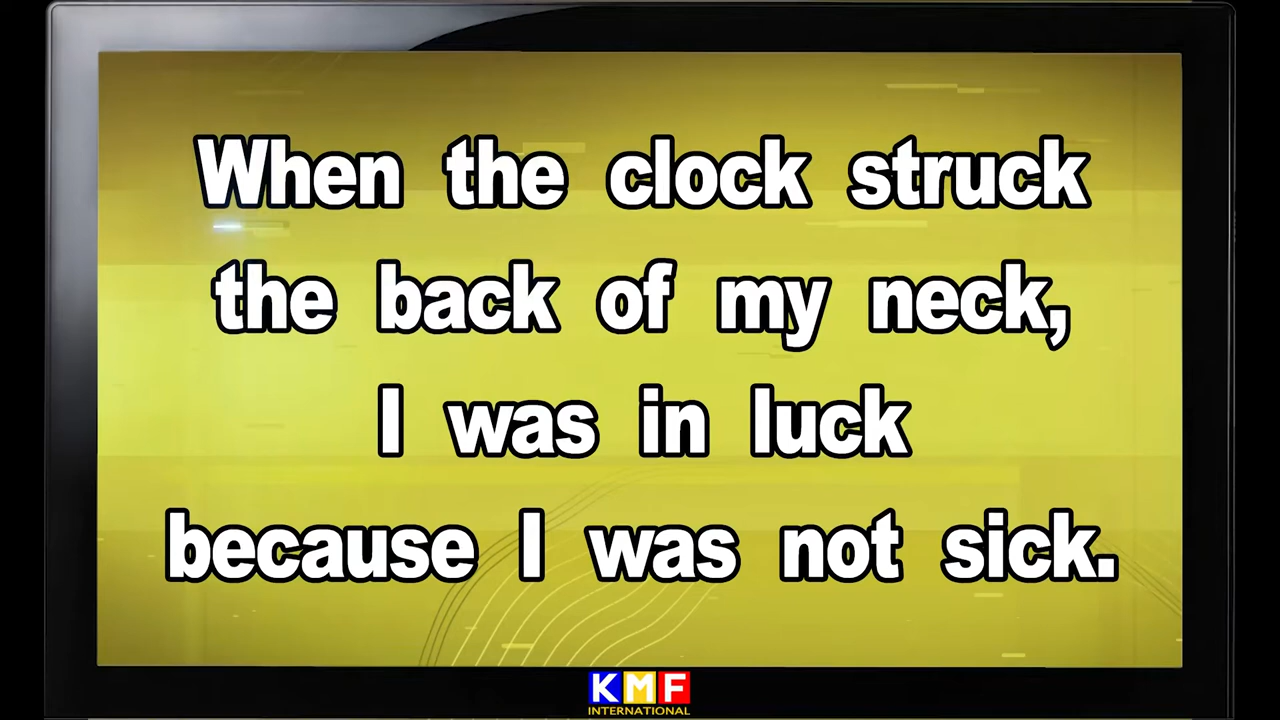 When the clock struck
the back of my neck,
I was in luck
because I was not sick.
KMF
INTERNATIONAL